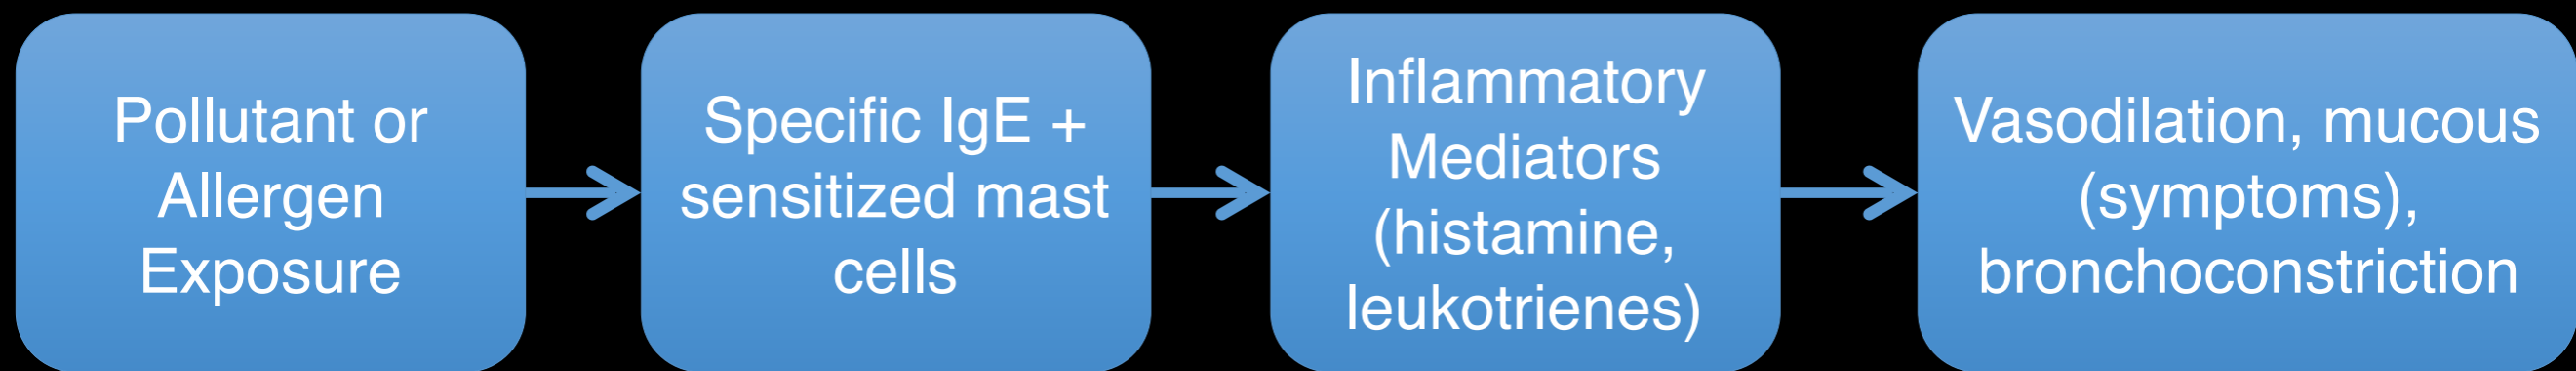 Pollutant or
Allergen
Exposure
Specific IgE +
sensitized mast
cells
Inflammatory
Mediators
(histamine,
leukotrienes)
Vasodilation, mucous
(symptoms),
bronchoconstriction